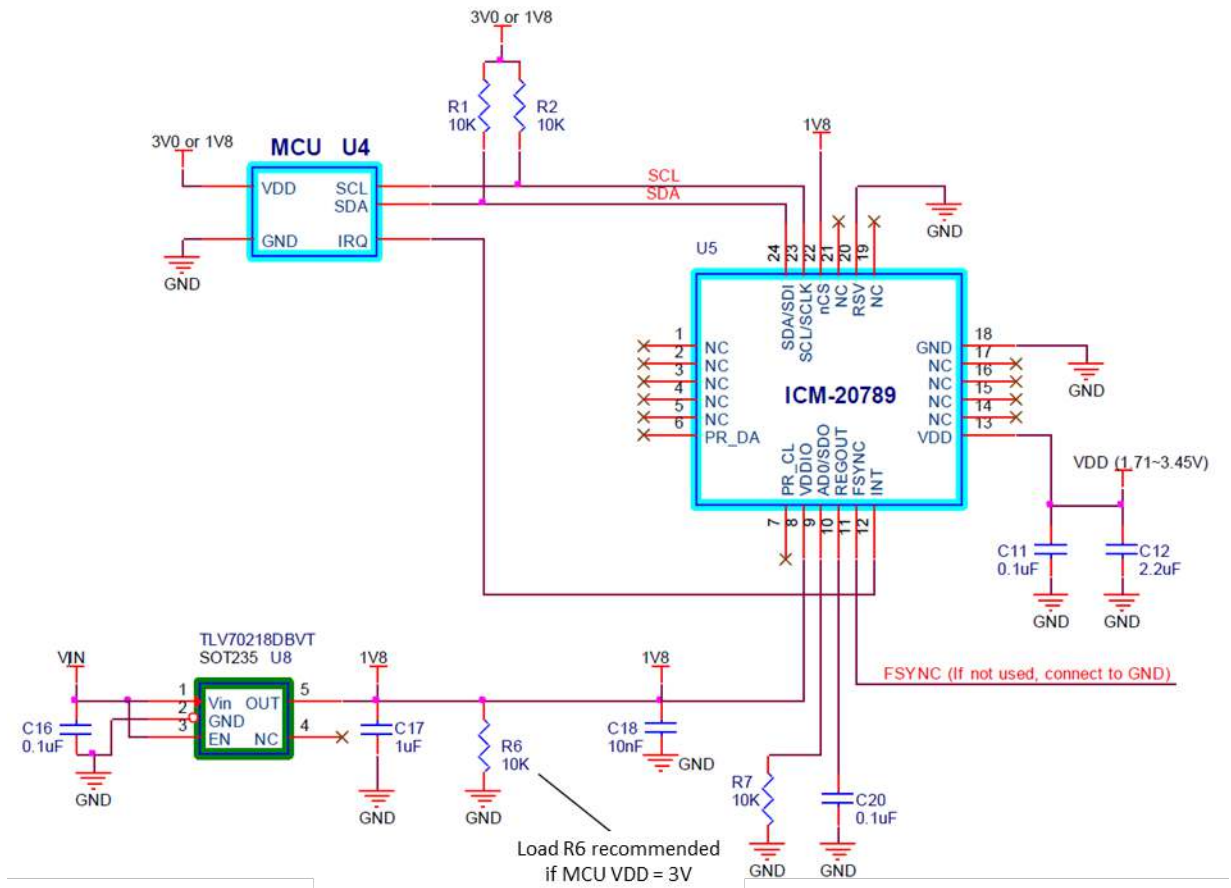 3V0 or 1V8
R1
10K
R2
10K
3V0 or 1V8
MCU U4
VDD
SCL
SDA
GND
IRQ
GND
SCL
SDA
1V8
GND
U5
24
23
22
21
20
19
SDA/SDI
SCL/SCLK
nCS
NC
RSV
NC
1
NC
2
NC
3
NC
4
NC
5
NC
6
PR_DA
ICM-20789
18
GND
17
NC
16
NC
15
NC
14
NC
13
VDD
GND
7
8
9
10
11
12
PR_CL
VDDIO
AD0/SDO
REGOUT
FSYNC
INT
VDD (1.71~3.45V)
C11
0.1uF
GND
C12
2.2uF
GND
FSYNC (If not used, connect to GND)
TLV70218DBVT
SOT235 U8
VIN
1
Vin
2
GND
3
EN
OUT
5
NC
4
C16
0.1uF
GND
1V8
C17
1uF
GND
R6
10K
GND
1V8
C18
10nF
GND
R7
10K
GND
C20
0.1uF
GND
Load R6 recommended
if MCU VDD = 3V